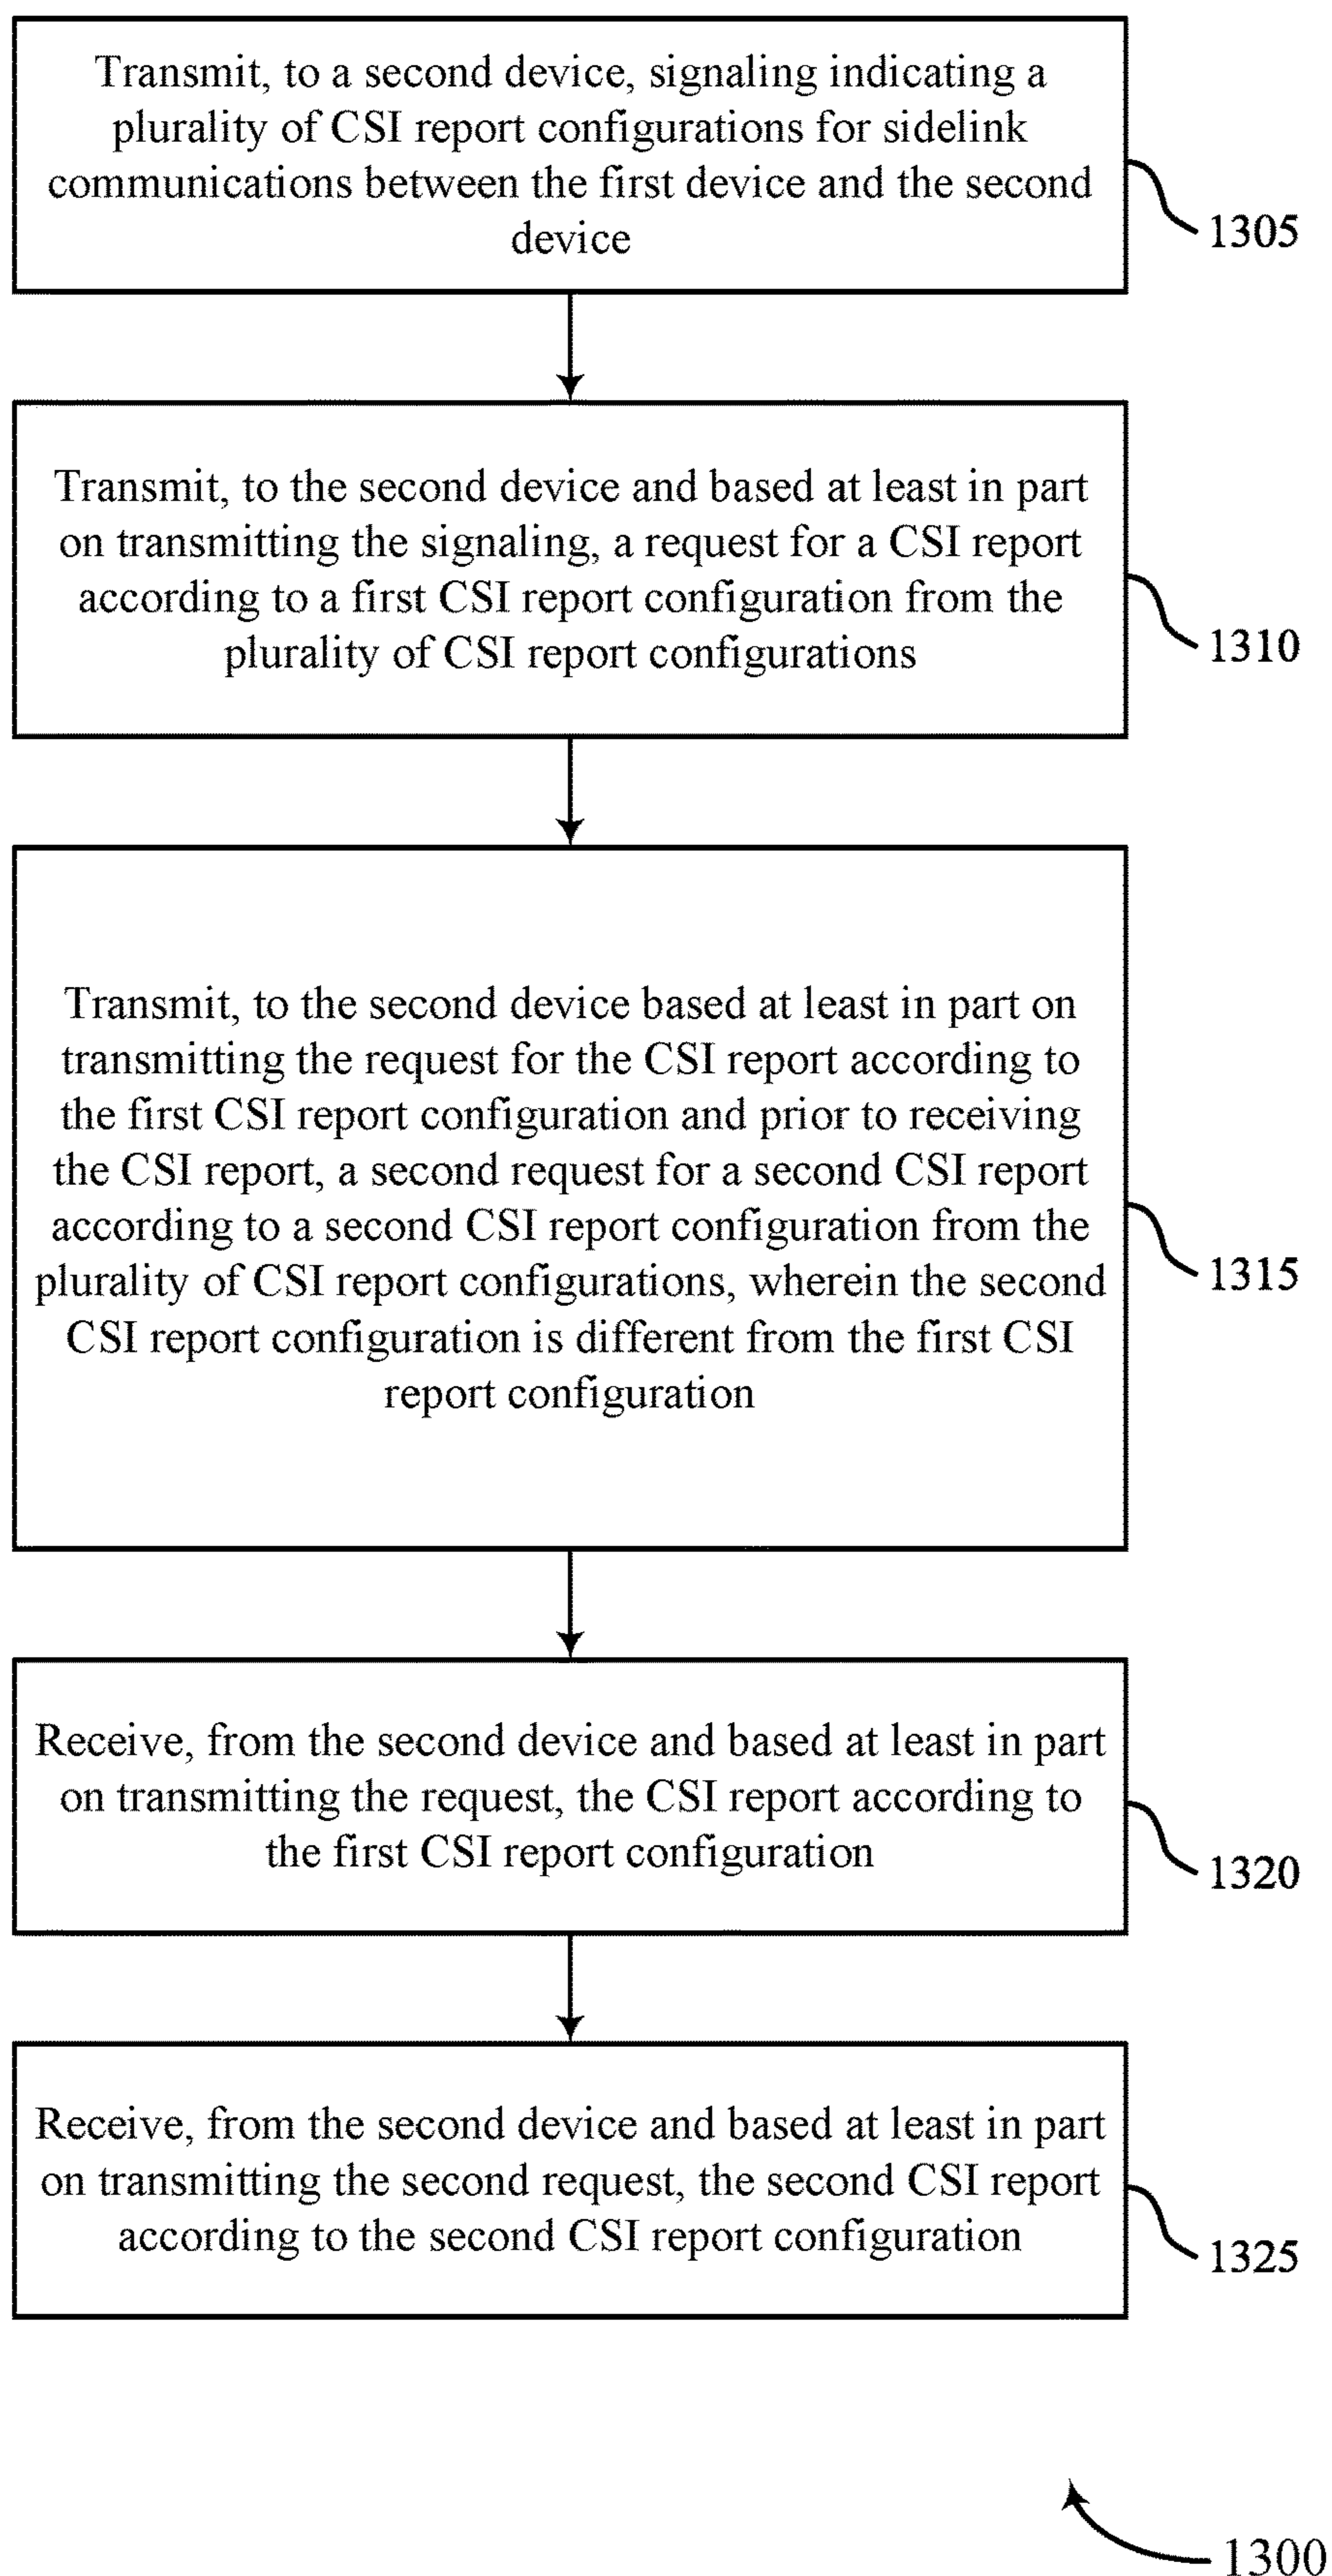 Transmit, to a second device, signaling indicating a
plurality of CSI report configurations for sidelink
communications between the first device and the second
device
1305
Transmit, to the second device and based at least in part
on transmitting the signaling, a request for a CSI report
according to a first CSI report configuration from the
plurality of CSI report configurations
1310
Transmit, to the second device based at least in part on
transmitting the request for the CSI report according to
the first CSI report configuration and prior to receiving
the CSI report, a second request for a second CSI report
according to a second CSI report configuration from the
plurality of CSI report configurations, wherein the second
CSI report configuration is different from the first CSI
report configuration
1315
Receive, from the second device and based at least in part
on transmitting the request, the CSI report according to
the first CSI report configuration
1320
Receive, from the second device and based at least in part
on transmitting the second request, the second CSI report
according to the second CSI report configuration
1325
1300